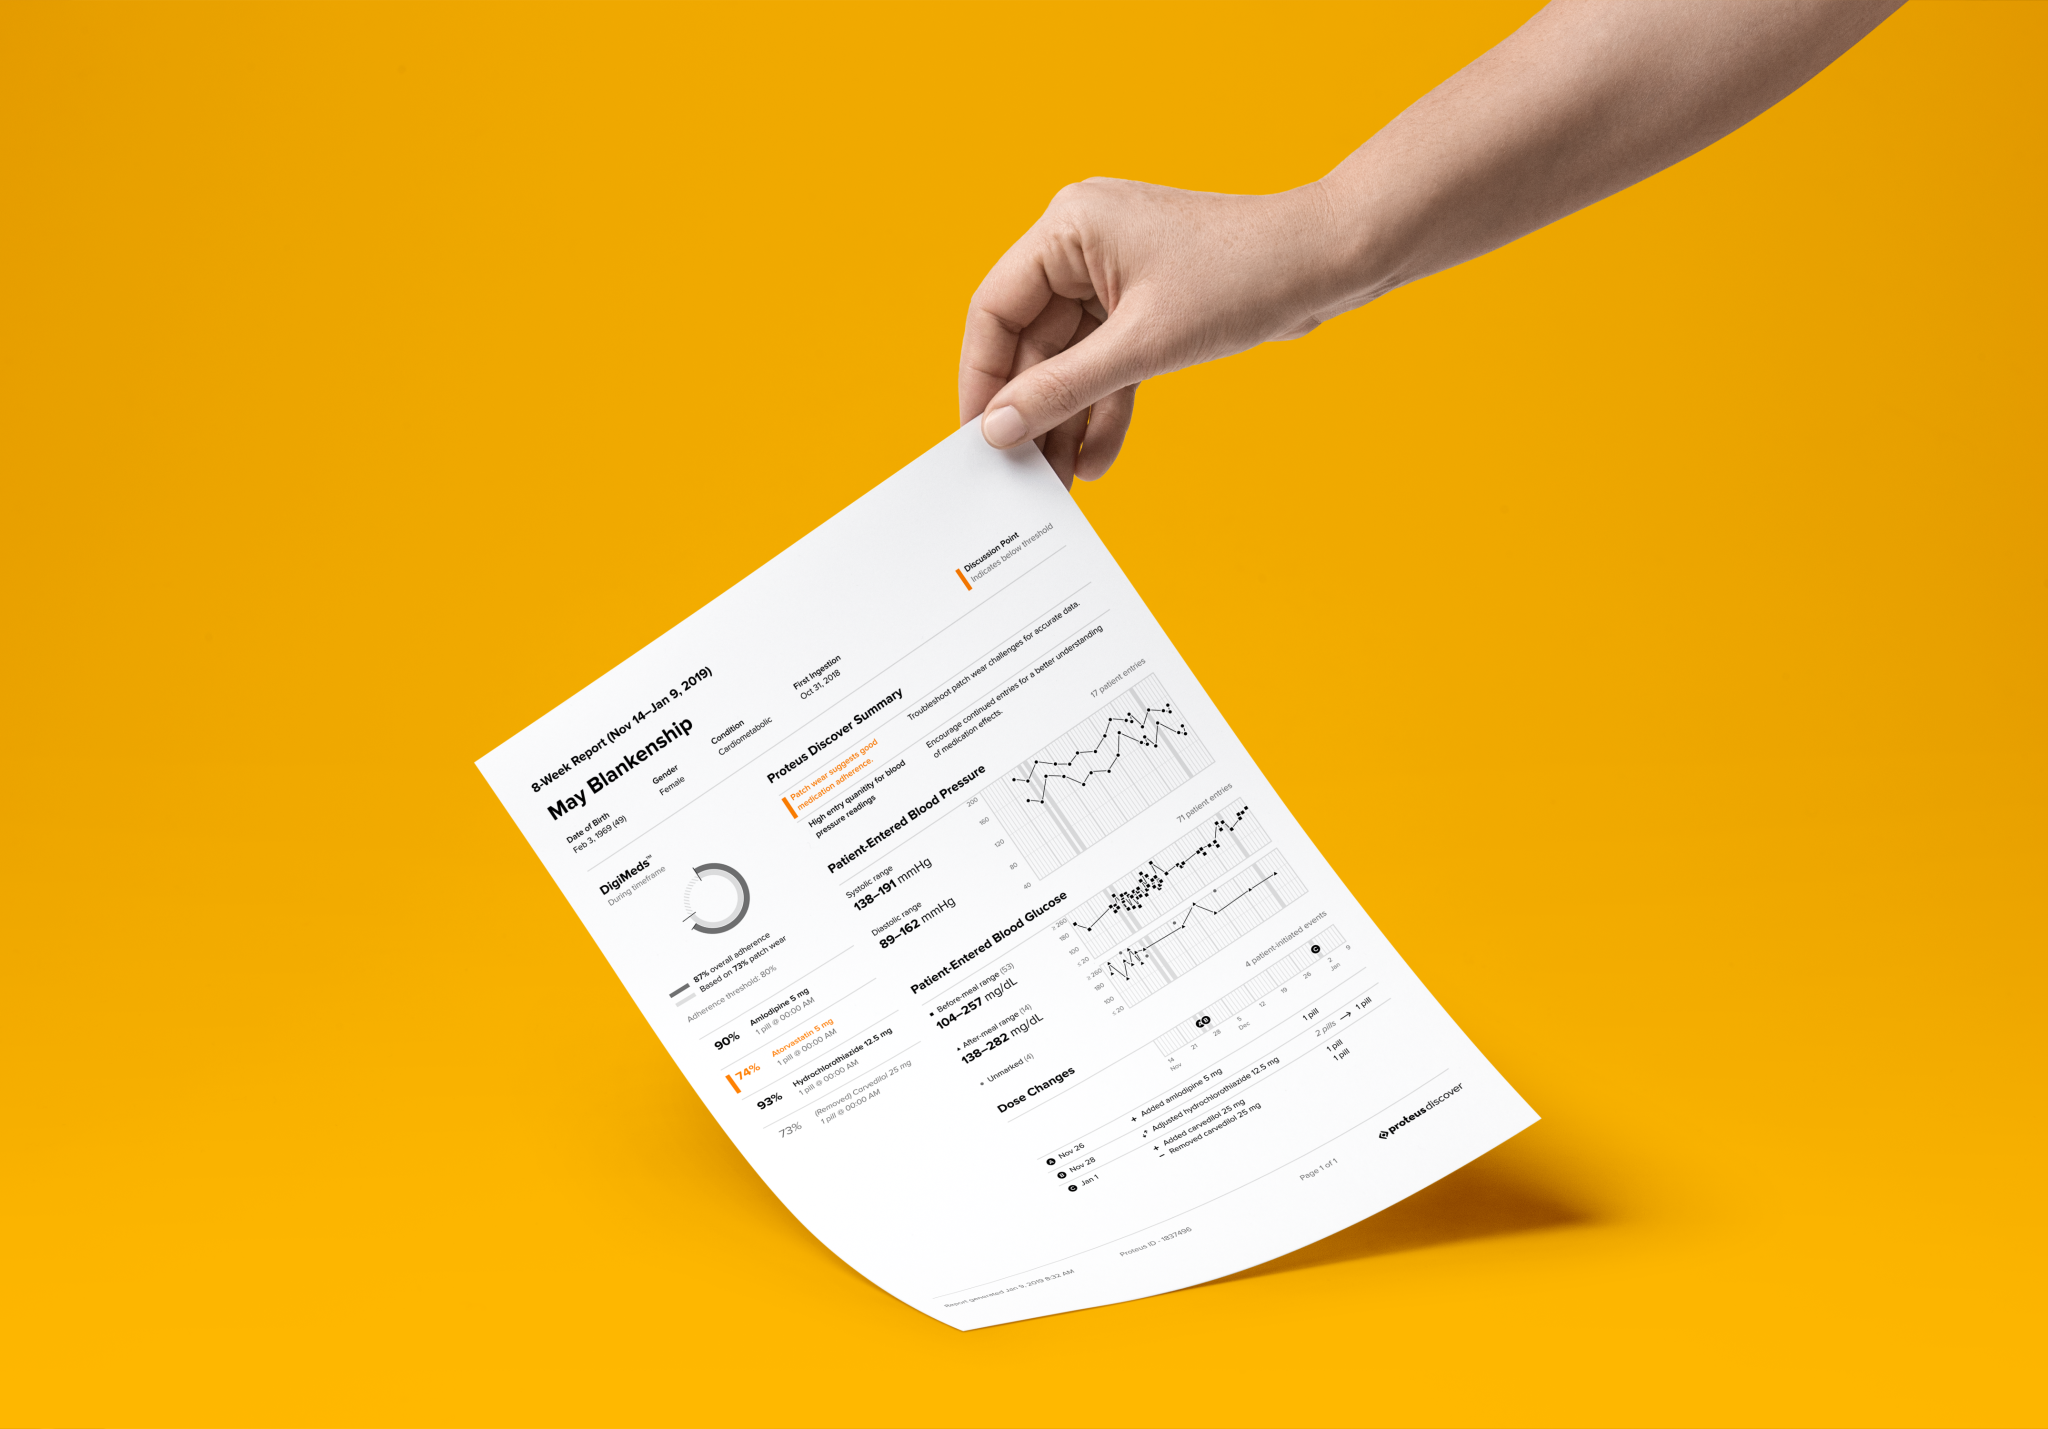 Discussion Point
Indicates below threshold
8-Week Report (Nov 14–Jan 9, 2019)
May Blankenship
Date of Birth
Feb 3, 1969 (49)
Gender
Female
Condition
Cardiometabolic
First Ingestion
Oct 31, 2018
DigiMeds™
During timeframe
87% overall adherence
Based on 73% patch wear
Adherence threshold: 80%
90%
Amlodipine 5 mg
1 pill @ 00:00 AM
74%
Atorvastatin 5 mg
1 pill @ 00:00 AM
93%
Hydrochlorothiazide 12.5 mg
1 pill @ 00:00 AM
73%
(Removed) Carvedilol 25 mg
1 pill @ 00:00 AM
Proteus Discover Summary
Patch wear suggests good
medication adherence.
Troubleshoot patch wear challenges for accurate data.
High entry quanitity for blood
pressure readings
Encourage continued entries for a better understanding
of medication effects.
Patient-Entered Blood Pressure
17 patient entries
Systolic range
138–191 mmHg
Diastolic range
89–162 mmHg
200
160
120
80
40
Patient-Entered Blood Glucose
71 patient entries
Before-meal range (53)
104–257 mg/dL
After-meal range (14)
138–282 mg/dL
Unmarked (4)
≥ 260
180
100
≤ 20
≥ 260
180
100
≤ 20
Dose Changes
4 patient-initiated events
A B C
14 21 28 5 12 19 26 2 9
Nov Dec Jan
A Nov 26
+ Added amlodipine 5 mg
1 pill
B Nov 28
Adjusted hydrochlorothiazide 12.5 mg
2 pills → 1 pill
C Jan 1
+ Added carvedilol 25 mg
1 pill
– Removed carvedilol 25 mg
1 pill
Report generated Jan 9, 2019 8:32 AM
Proteus ID - 1837496
Page 1 of 1
proteusdiscover